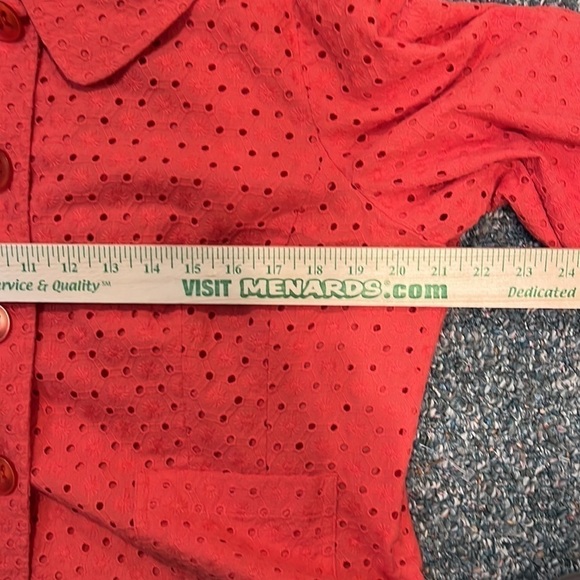 11 12 13 14 15 16 17 18 19 20 21 22 23 24
ervice & Quality℠ VISIT MENARDS.com Dedicated